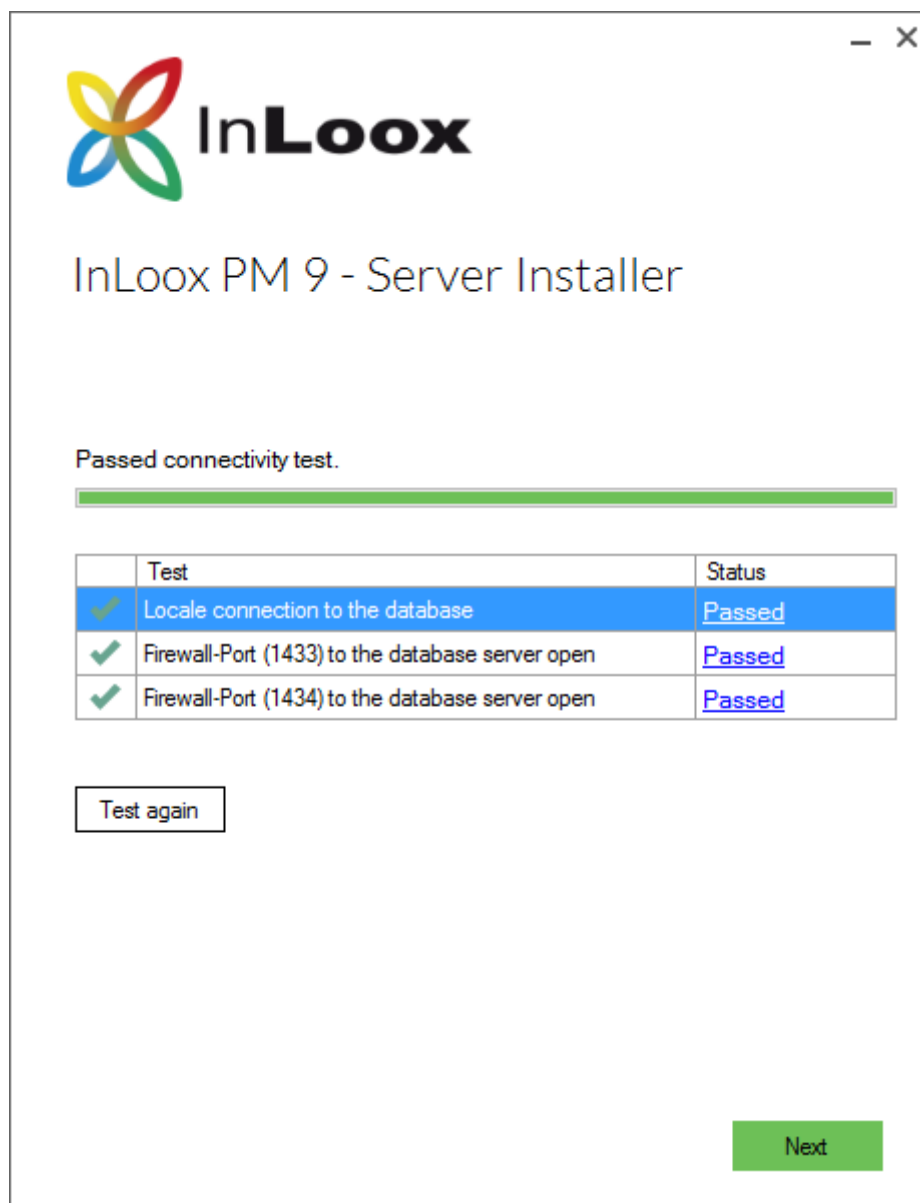 InLoox
InLoox PM 9 - Server Installer
Passed connectivity test.
Test Status
Locale connection to the database Passed
Firewall-Port (1433) to the database server open Passed
Firewall-Port (1434) to the database server open Passed
Test again
Next